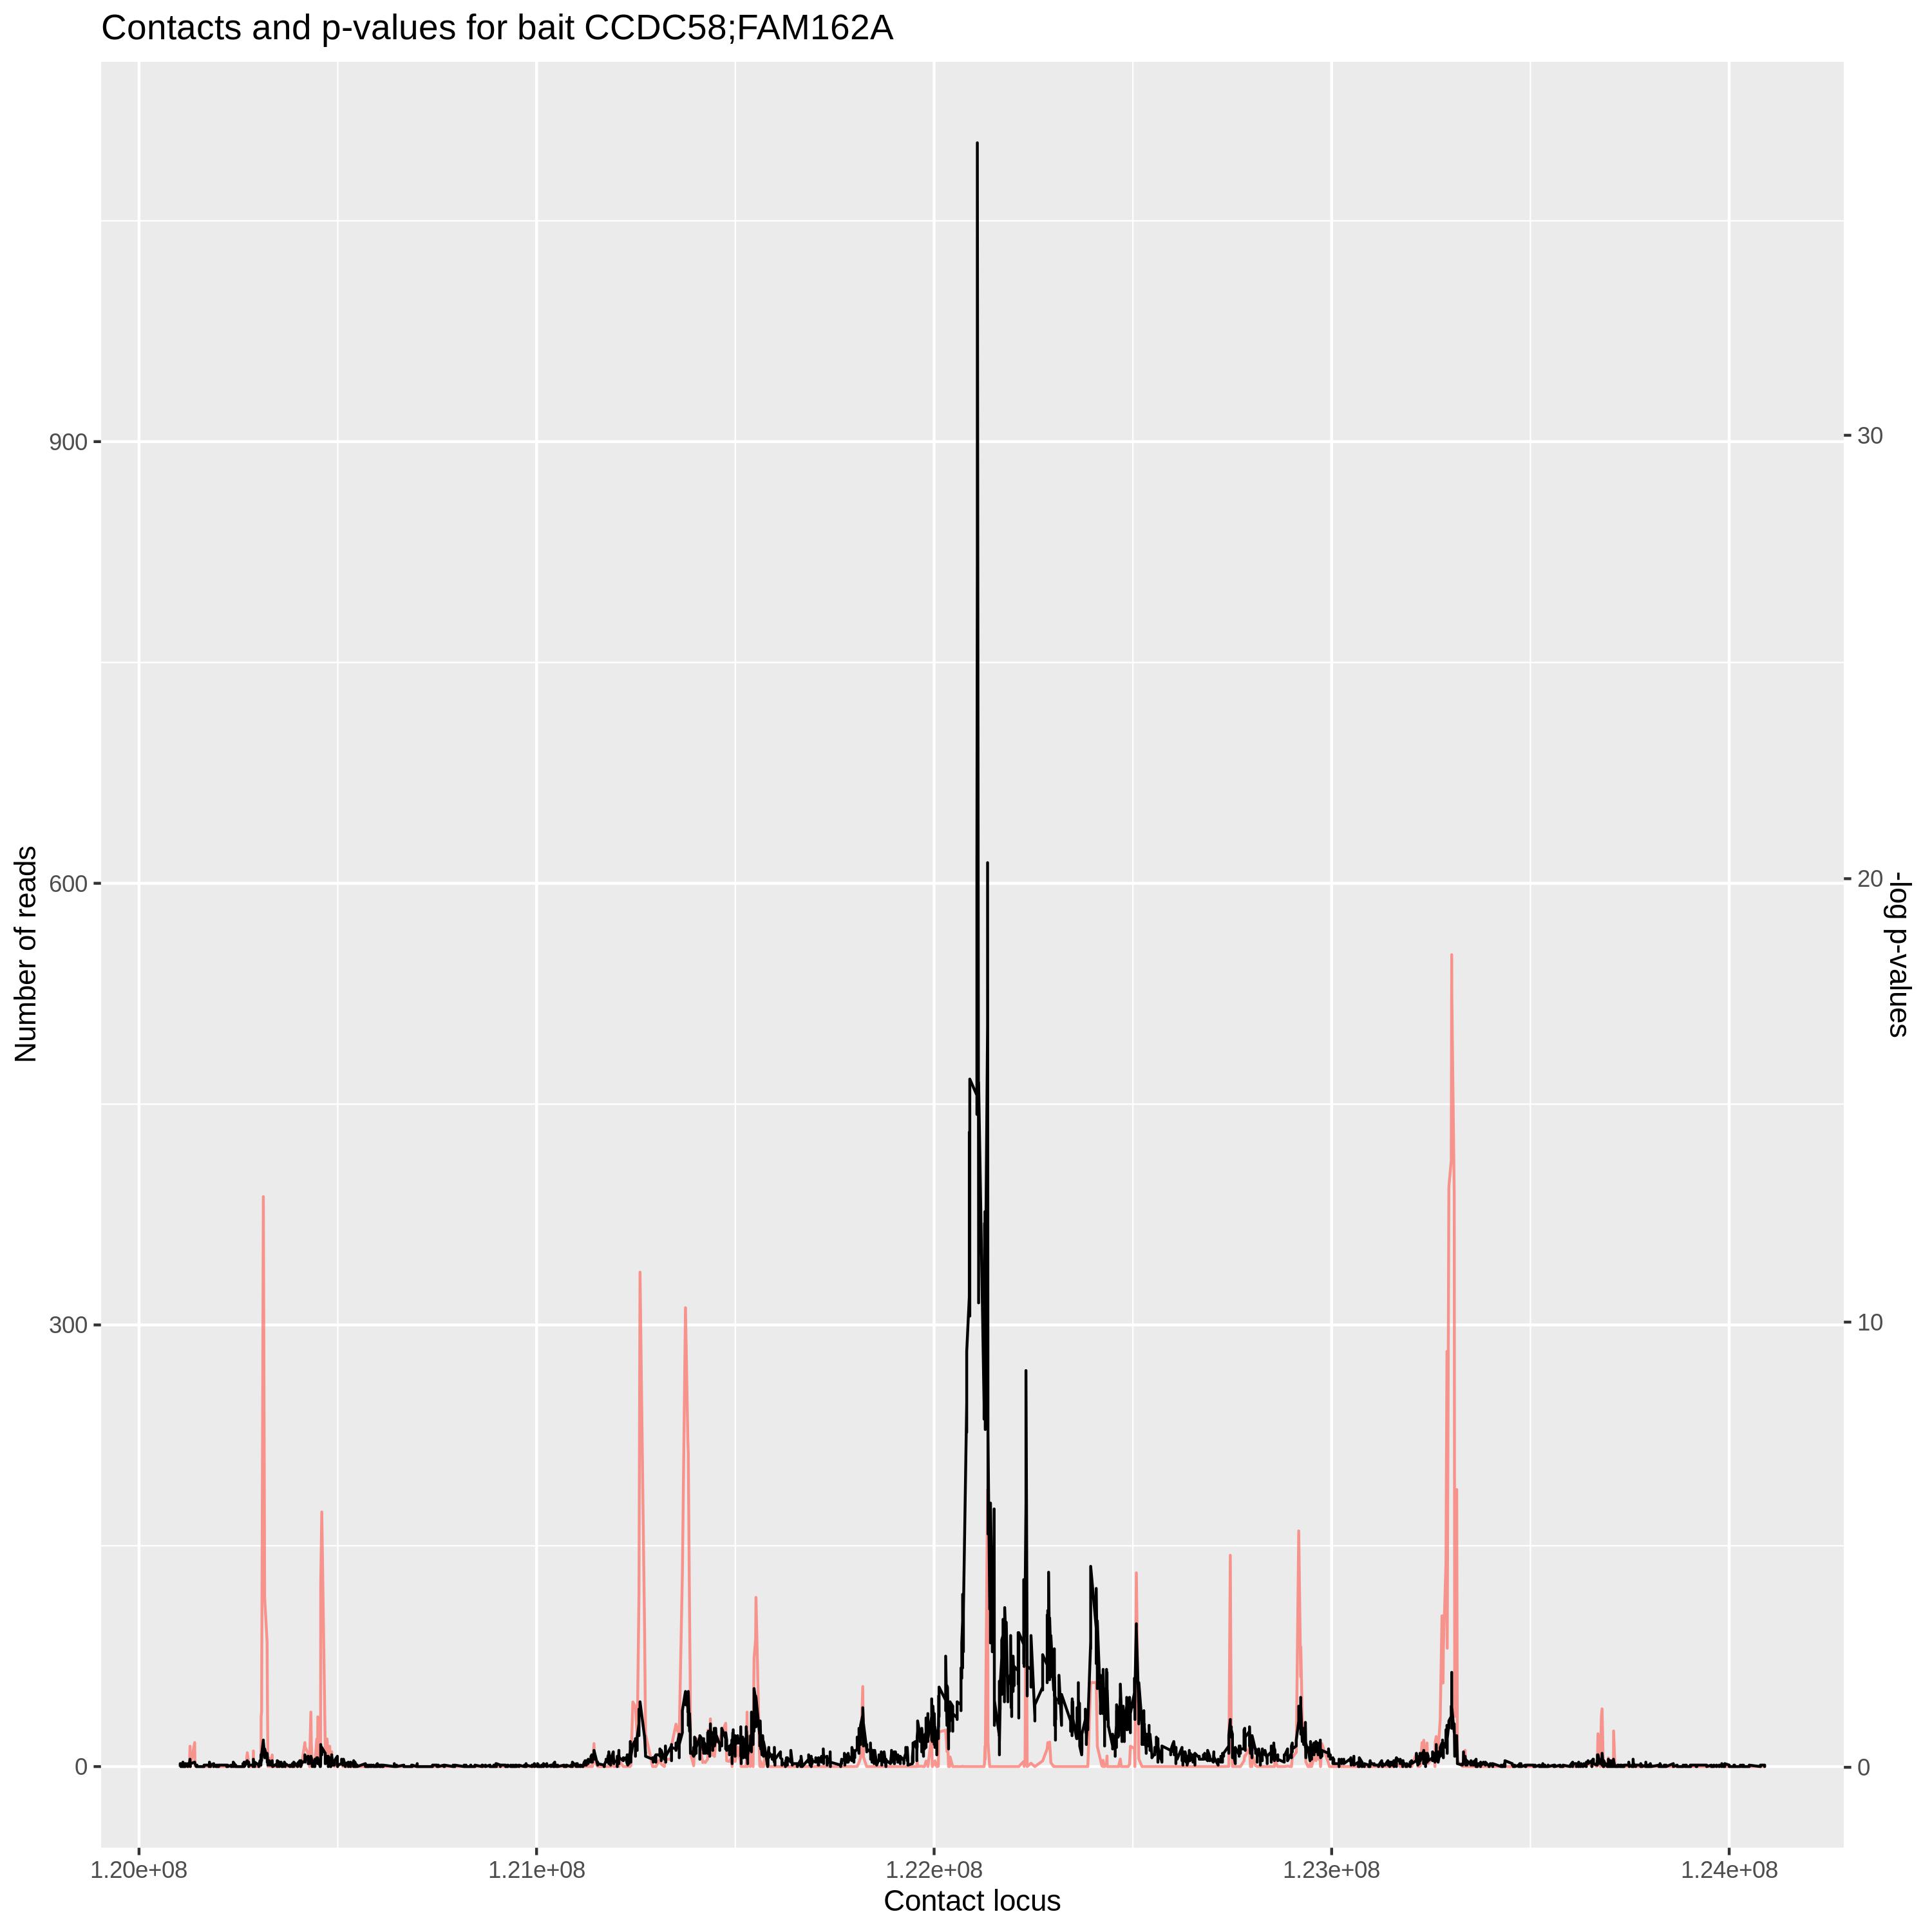 Contacts and p-values for bait CCDC58;FAM162A
Number of reads
900
600
300
0
30
20
10
0
-log p-values
1.20e+08
1.21e+08
1.22e+08
1.23e+08
1.24e+08
Contact locus